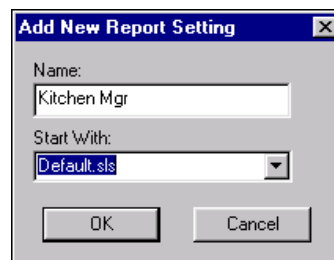 Add New Report Setting
Name:
Kitchen Mgr
Start With:
Default.sls
OK
Cancel